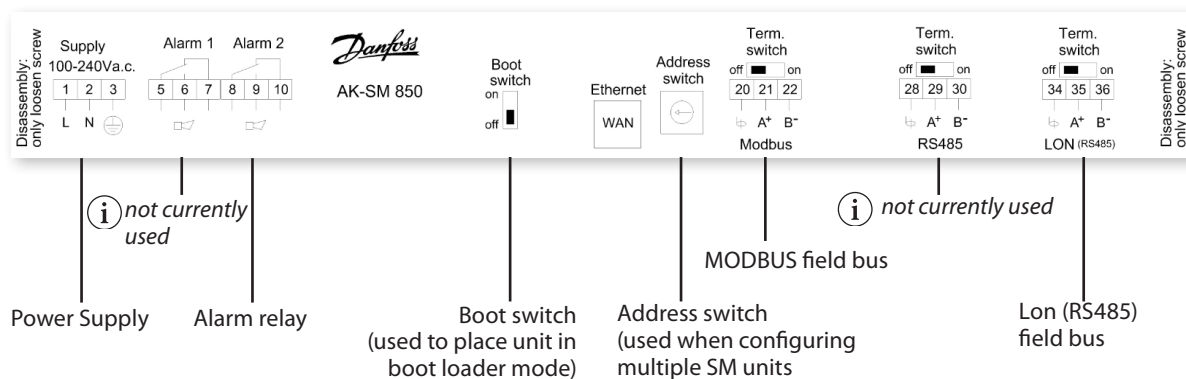 Disassembly:
only loosen screw
Supply
100-240Va.c.
1 2 3
L N
Alarm 1 Alarm 2
5 6 7 8 9 10
Danfoss
AK-SM 850
Boot
switch
on
off
Ethernet
WAN
Address
switch
Term.
switch
off on
20 21 22
A+ B-
Modbus
Term.
switch
off on
28 29 30
A+ B-
RS485
Term.
switch
off on
34 35 36
A+ B-
LON (RS485)
Disassembly:
only loosen screw
i not currently
used
i not currently used
MODBUS field bus
Power Supply
Alarm relay
Boot switch
(used to place unit in
boot loader mode)
Address switch
(used when configuring
multiple SM units
Lon (RS485)
field bus